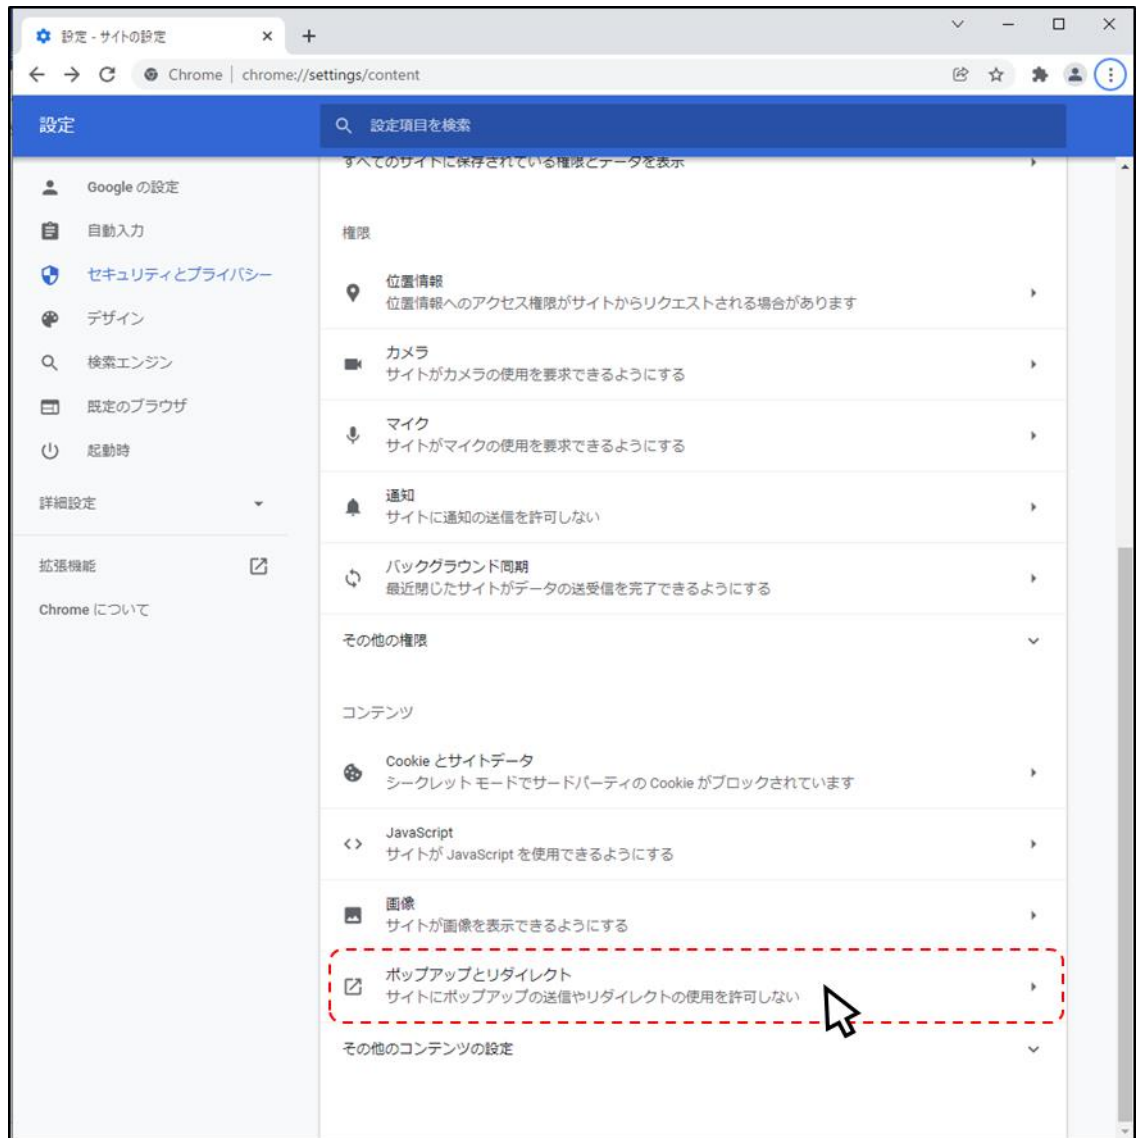 設定 - サイトの設定
Chrome | chrome://settings/content
設定
設定項目を検索
すべてのサイトに保存されている権限とデータを表示
Google の設定
自動入力
セキュリティとプライバシー
デザイン
検索エンジン
既定のブラウザ
起動時
詳細設定
拡張機能
Chrome について
権限
位置情報
位置情報へのアクセス権限がサイトからリクエストされる場合があります
カメラ
サイトがカメラの使用を要求できるようにする
マイク
サイトがマイクの使用を要求できるようにする
通知
サイトに通知の送信を許可しない
バックグラウンド同期
最近閉じたサイトがデータの送受信を完了できるようにする
その他の権限
コンテンツ
Cookie とサイトデータ
シークレット モードでサードパーティの Cookie がブロックされています
JavaScript
サイトが JavaScript を使用できるようにする
画像
サイトが画像を表示できるようにする
ポップアップとリダイレクト
サイトにポップアップの送信やリダイレクトの使用を許可しない
その他のコンテンツの設定